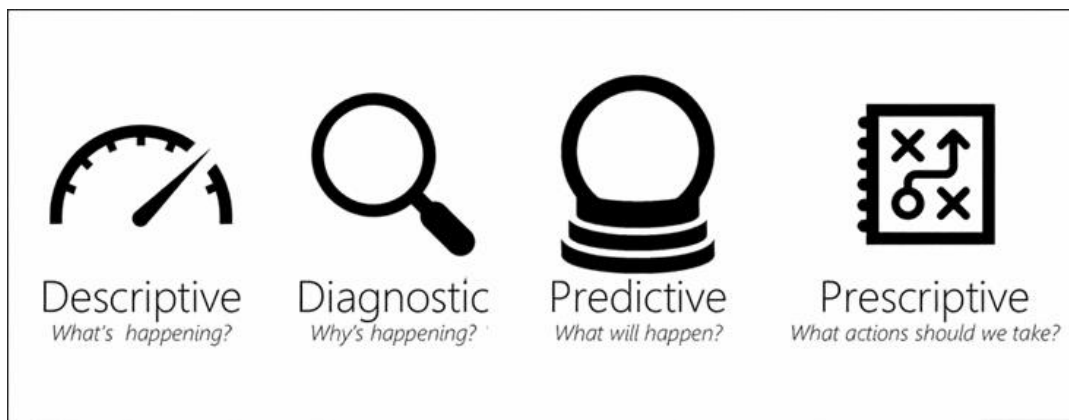 Descriptive
What's happening?
Diagnostic
Why's happening?
Predictive
What will happen?
Prescriptive
What actions should we take?